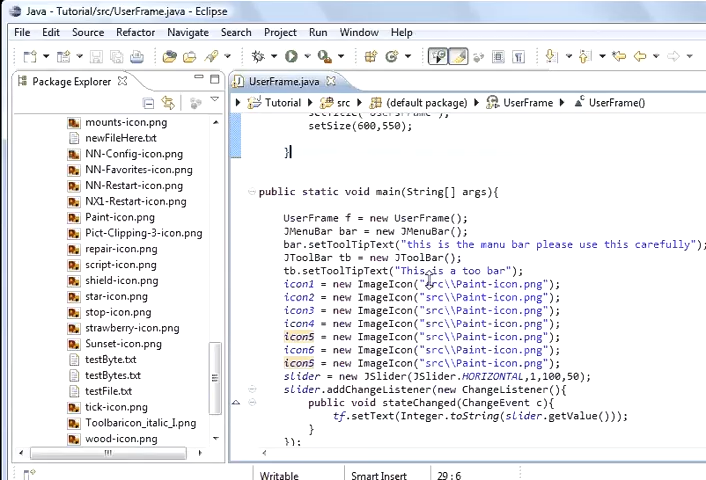 Java - Tutorial/src/UserFrame.java - Eclipse
File Edit Source Refactor Navigate Search Project Run Window Help
Package Explorer
mounts-icon.png
newFileHere.txt
NN-Config-icon.png
NN-Favorites-icon.png
NN-Restart-icon.png
NX1-Restart-icon.png
Paint-icon.png
Pict-Clipping-3-icon.png
repair-icon.png
script-icon.png
shield-icon.png
star-icon.png
stop-icon.png
strawberry-icon.png
Sunset-icon.png
testByte.txt
testBytes.txt
testFile.txt
tick-icon.png
Toolbaricon_italic_I.png
wood-icon.png
UserFrame.java
Tutorial src (default package) UserFrame UserFrame()
setTitle("UserFrame");
setSize(600,550);
}
public static void main(String[] args){
UserFrame f = new UserFrame();
JMenuBar bar = new JMenuBar();
bar.setToolTipText("this is the manu bar please use this carefully");
JToolBar tb = new JToolBar();
tb.setToolTipText("This is a too bar");
icon1 = new ImageIcon("src\\Paint-icon.png");
icon2 = new ImageIcon("src\\Paint-icon.png");
icon3 = new ImageIcon("src\\Paint-icon.png");
icon4 = new ImageIcon("src\\Paint-icon.png");
icon5 = new ImageIcon("src\\Paint-icon.png");
icon6 = new ImageIcon("src\\Paint-icon.png");
icon5 = new ImageIcon("src\\Paint-icon.png");
slider = new JSlider(JSlider.HORIZONTAL,1,100,50);
slider.addChangeListener(new ChangeListener(){
public void stateChanged(ChangeEvent c){
tf.setText(Integer.toString(slider.getValue()));
}
});
Writable Smart Insert 29 : 6